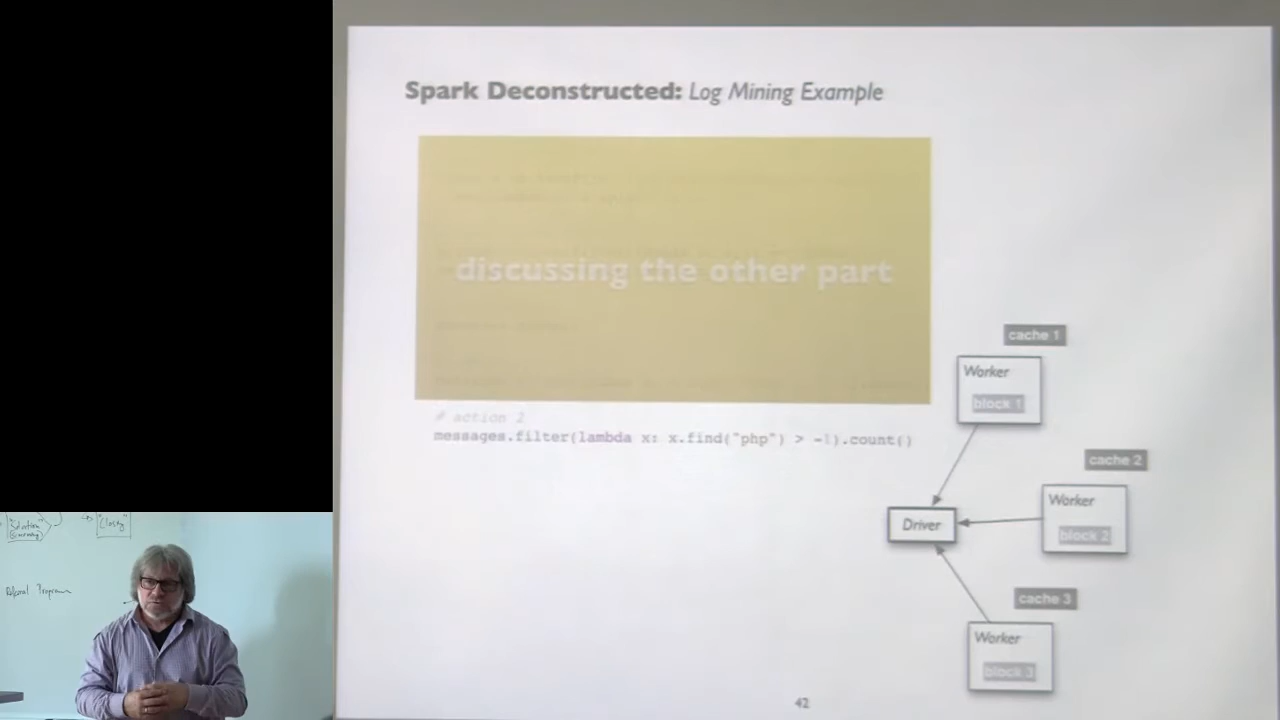 Spark Deconstructed: Log Mining Example
discussing the other part
# action 2
messages.filter(lambda x: x.find("php") > -1).count()
cache 1
Worker
block 1
cache 2
Worker
block 2
Driver
cache 3
Worker
block 3
42